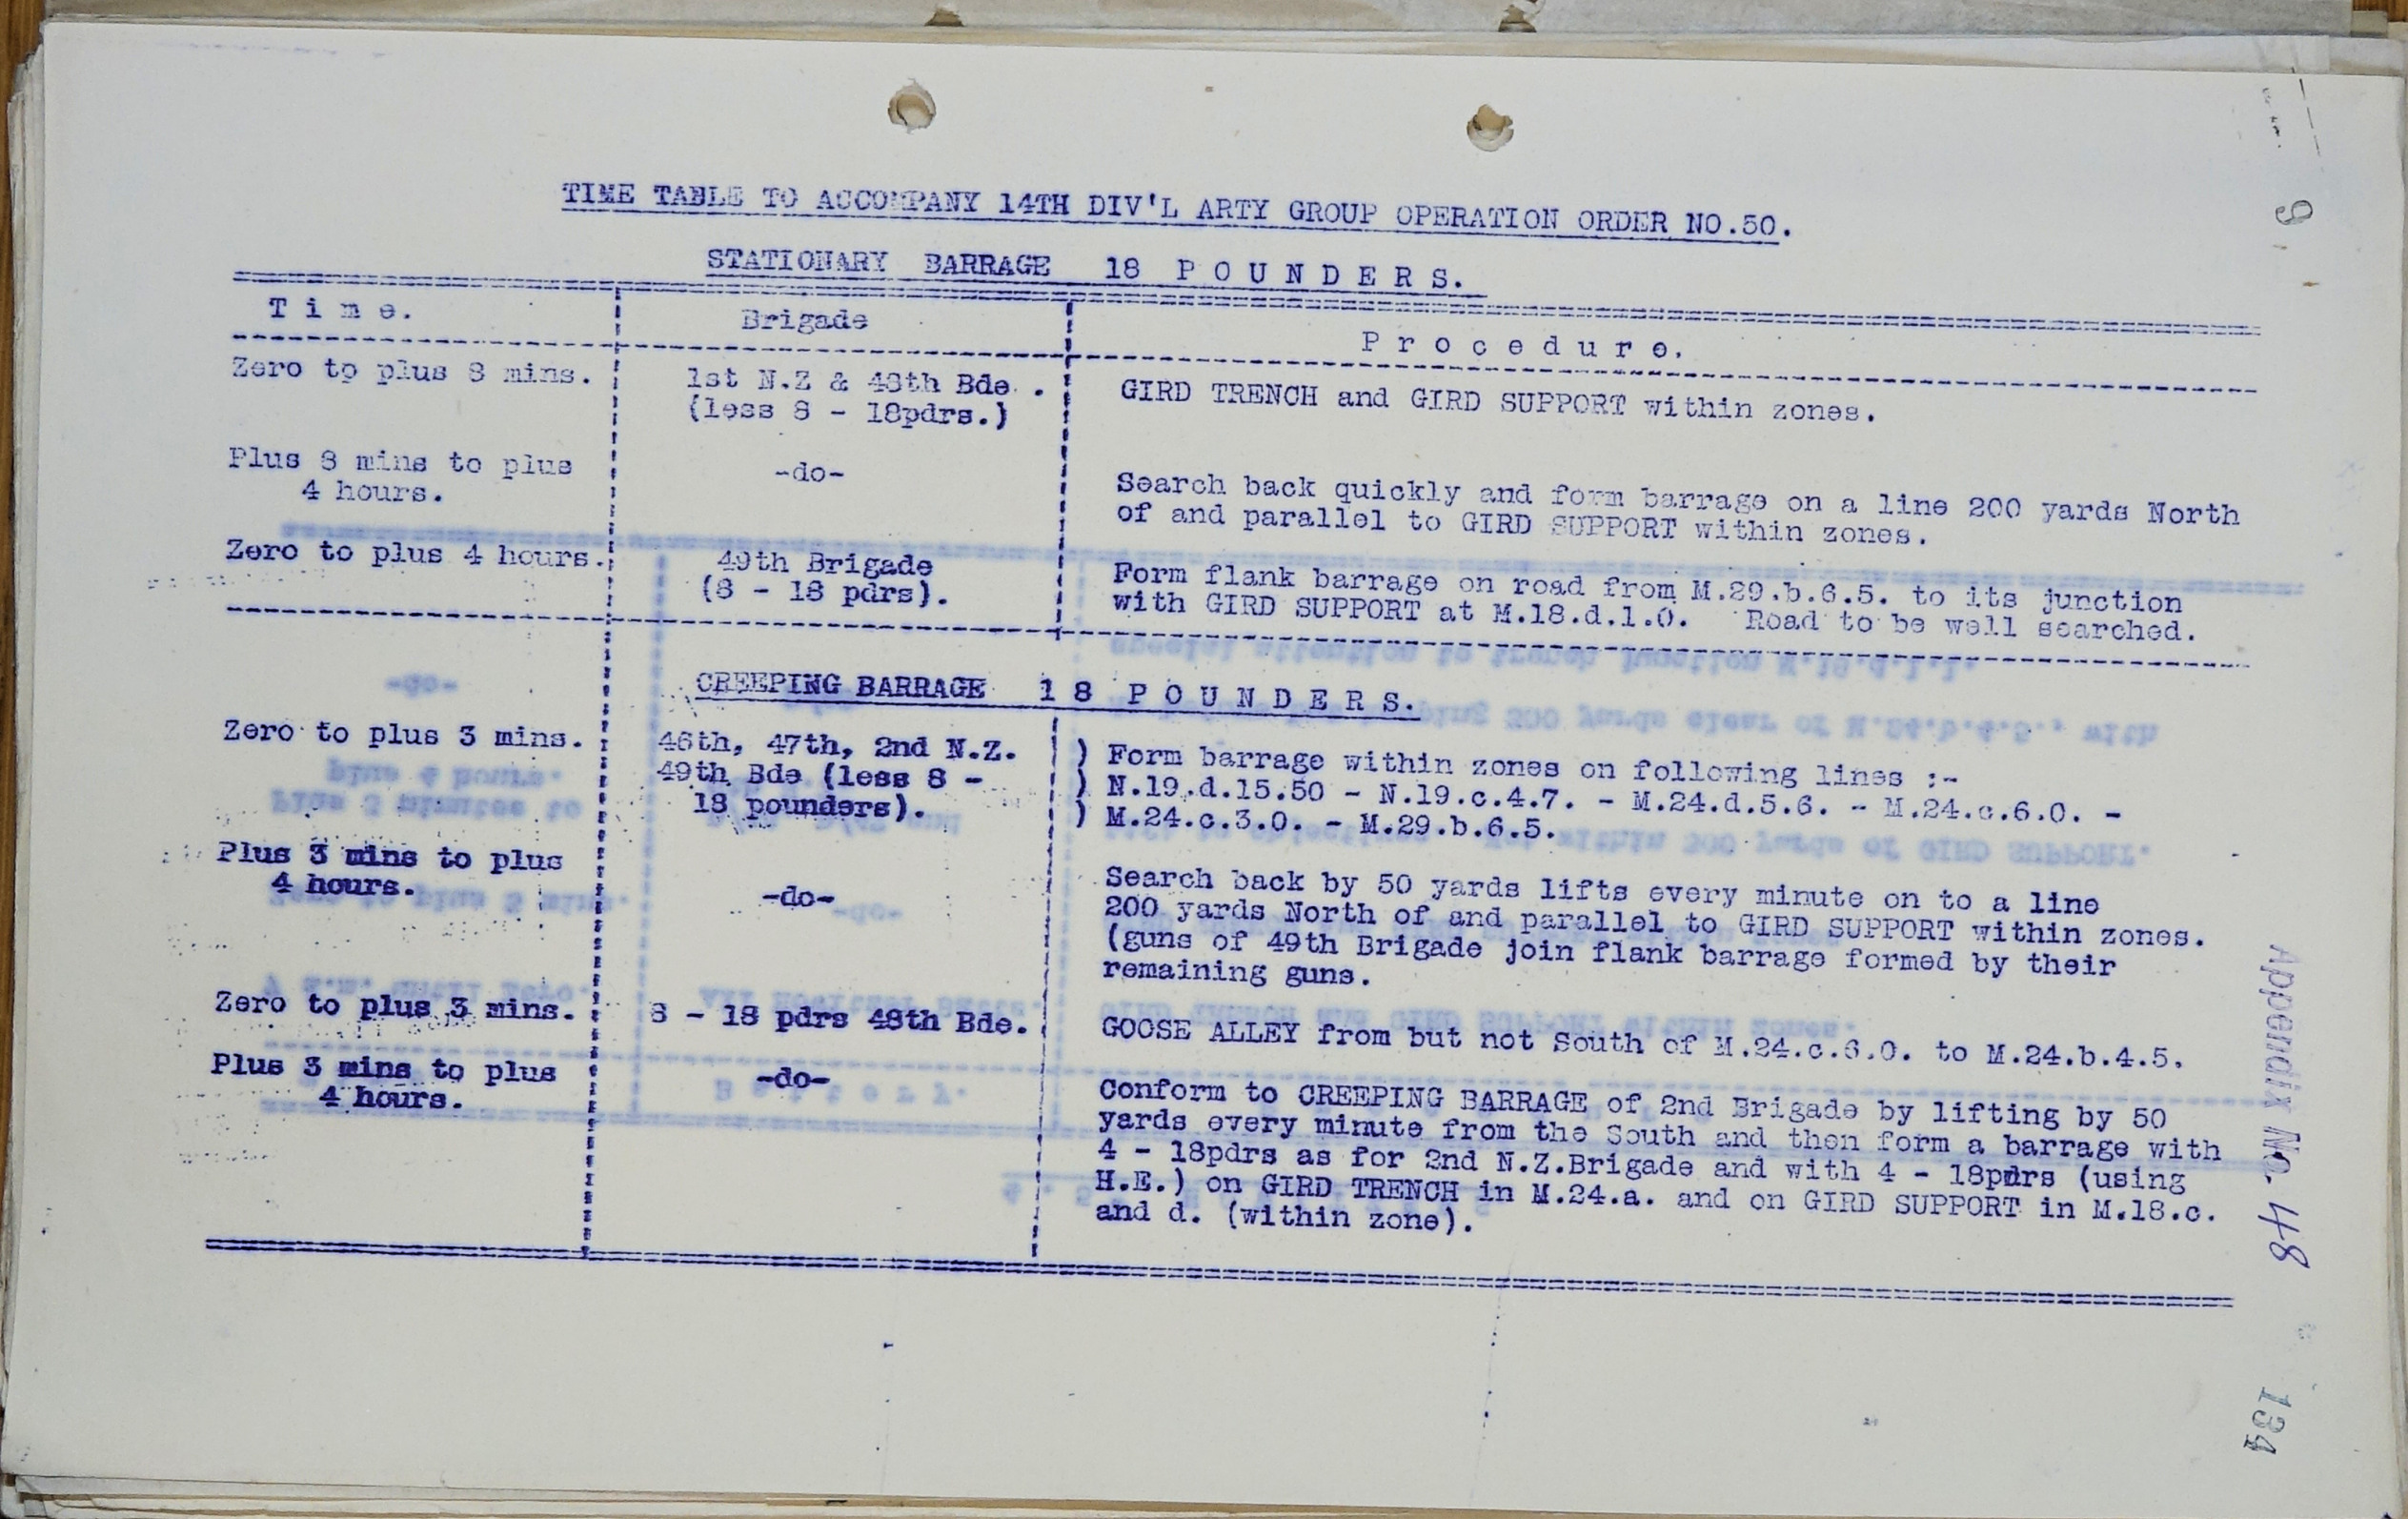 TIME TABLE TO ACCOMPANY 14TH DIV'L ARTY GROUP OPERATION ORDER NO.50.
STATIONARY BARRAGE 18 POUNDERS.
Time.
Brigade
Procedure.
Zero to plus 8 mins.
1st N.Z & 48th Bde .
(less 8 - 18pdrs.)
GIRD TRENCH and GIRD SUPPORT within zones.
Plus 8 mins to plus
4 hours.
-do-
Search back quickly and form barrage on a line 200 yards North
of and parallel to GIRD SUPPORT within zones.
Zero to plus 4 hours.
49th Brigade
(8 - 18 pdrs).
Form flank barrage on road from M.29.b.6.5. to its junction
with GIRD SUPPORT at M.18.d.1.0. Road to be well searched.
CREEPING BARRAGE 18 POUNDERS.
Zero to plus 3 mins.
46th, 47th, 2nd N.Z.
49th Bde (less 8 -
18 pounders).
) Form barrage within zones on following lines :-
) N.19.d.15.50 - N.19.c.4.7. - M.24.d.5.6. - M.24.c.6.0. -
) M.24.c.3.0. - M.29.b.6.5.
Plus 3 mins to plus
4 hours.
-do-
Search back by 50 yards lifts every minute on to a line
200 yards North of and parallel to GIRD SUPPORT within zones.
(guns of 49th Brigade join flank barrage formed by their
remaining guns.
Zero to plus 3 mins.
8 - 18 pdrs 48th Bde.
GOOSE ALLEY from but not South of M.24.c.6.0. to M.24.b.4.5.
Plus 3 mins to plus
4 hours.
-do-
Conform to CREEPING BARRAGE of 2nd Brigade by lifting by 50
yards every minute from the South and then form a barrage with
4 - 18pdrs as for 2nd N.Z.Brigade and with 4 - 18pdrs (using
H.E.) on GIRD TRENCH in M.24.a. and on GIRD SUPPORT in M.18.c.
and d. (within zone).
9
Appendix No. 48
134